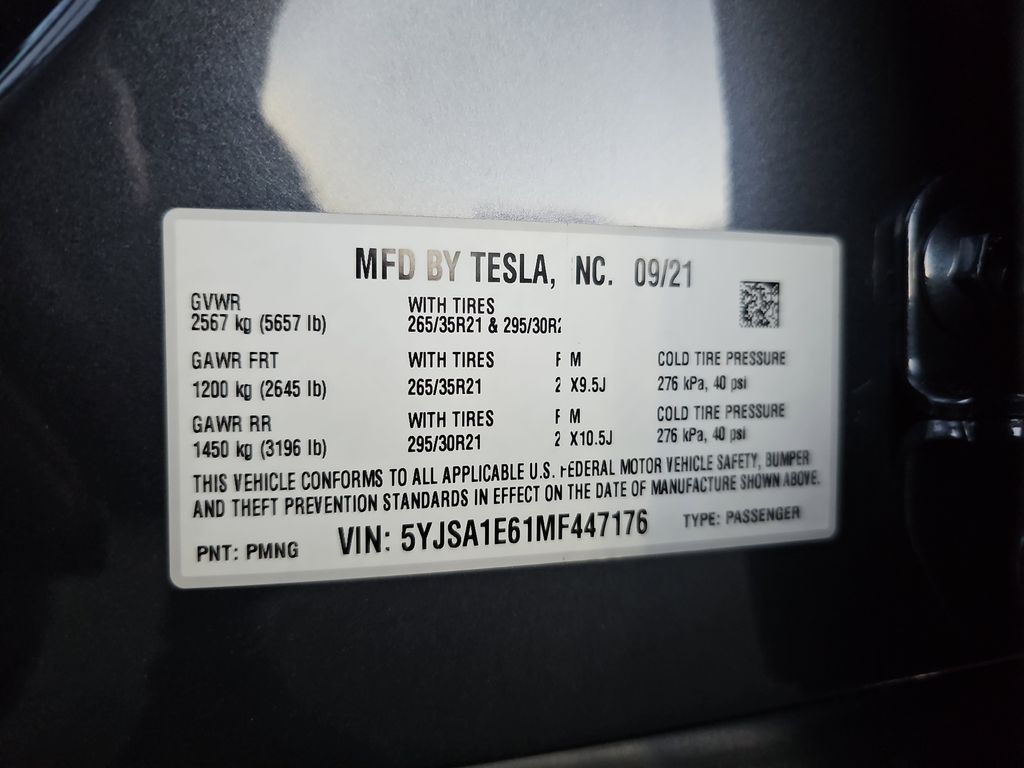 MFD BY TESLA, NC. 09/21
GVWR WITH TIRES
2567 kg (5657 lb) 265/35R21 & 295/30R2
GAWR FRT WITH TIRES F M COLD TIRE PRESSURE
1200 kg (2645 lb) 265/35R21 2 X9.5J 276 kPa, 40 psi
GAWR RR WITH TIRES F M COLD TIRE PRESSURE
1450 kg (3196 lb) 295/30R21 2 X10.5J 276 kPa, 40 psi
THIS VEHICLE CONFORMS TO ALL APPLICABLE U.S. FEDERAL MOTOR VEHICLE SAFETY, BUMPER
AND THEFT PREVENTION STANDARDS IN EFFECT ON THE DATE OF MANUFACTURE SHOWN ABOVE.
PNT: PMNG VIN: 5YJSA1E61MF447176 TYPE: PASSENGER